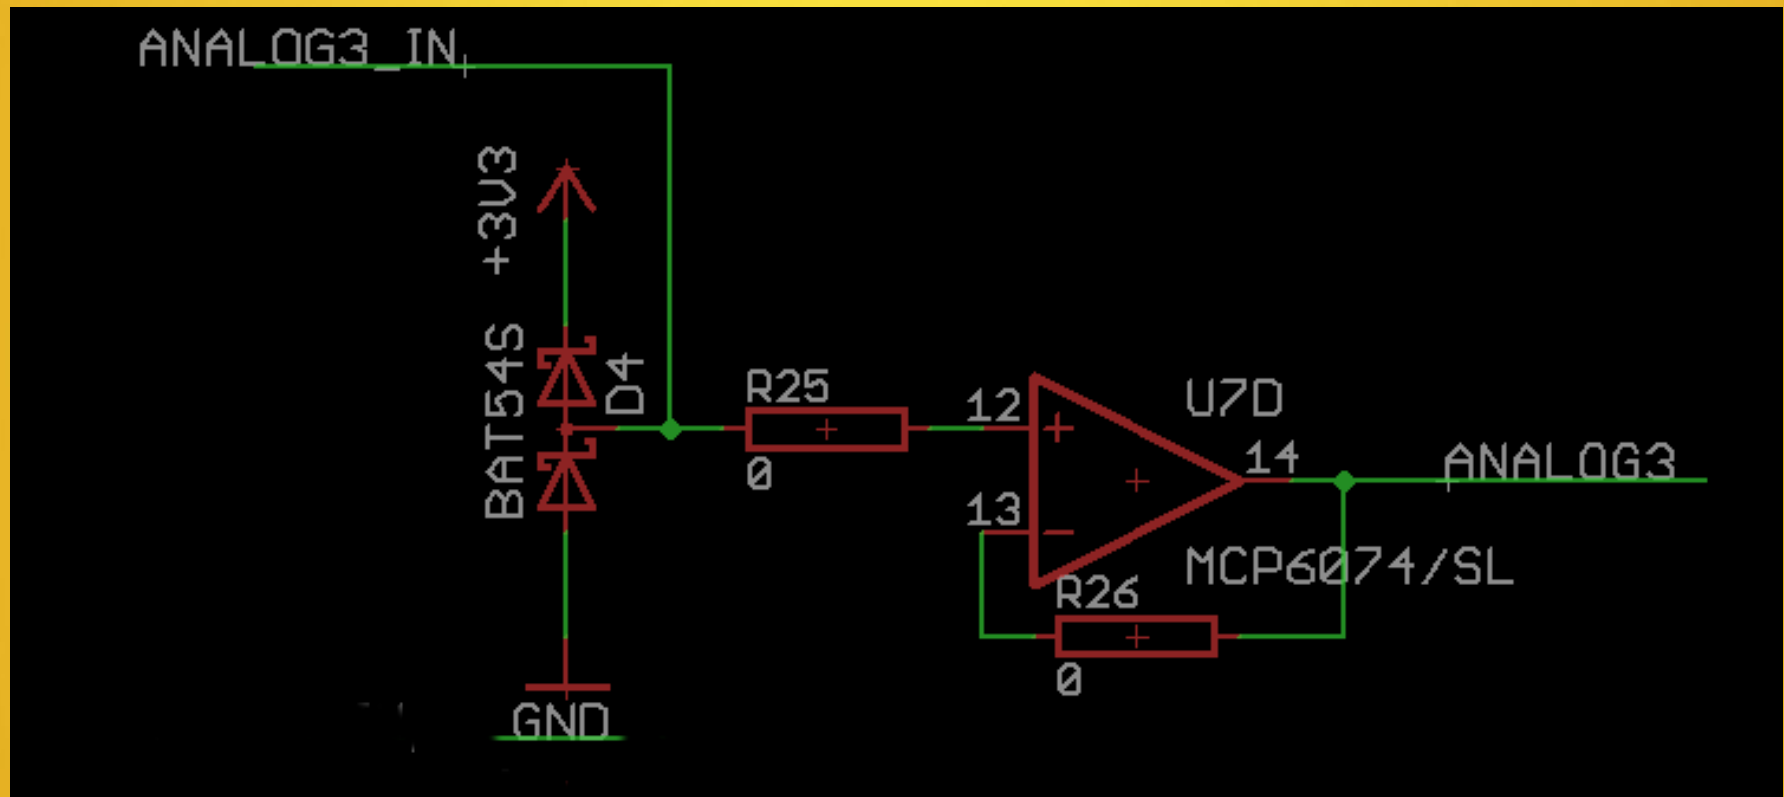 ANALOG3_IN
+3V3
BAT54S
D4
R25
0
12
13
U7D
14
ANALOG3
MCP6074/SL
R26
0
GND